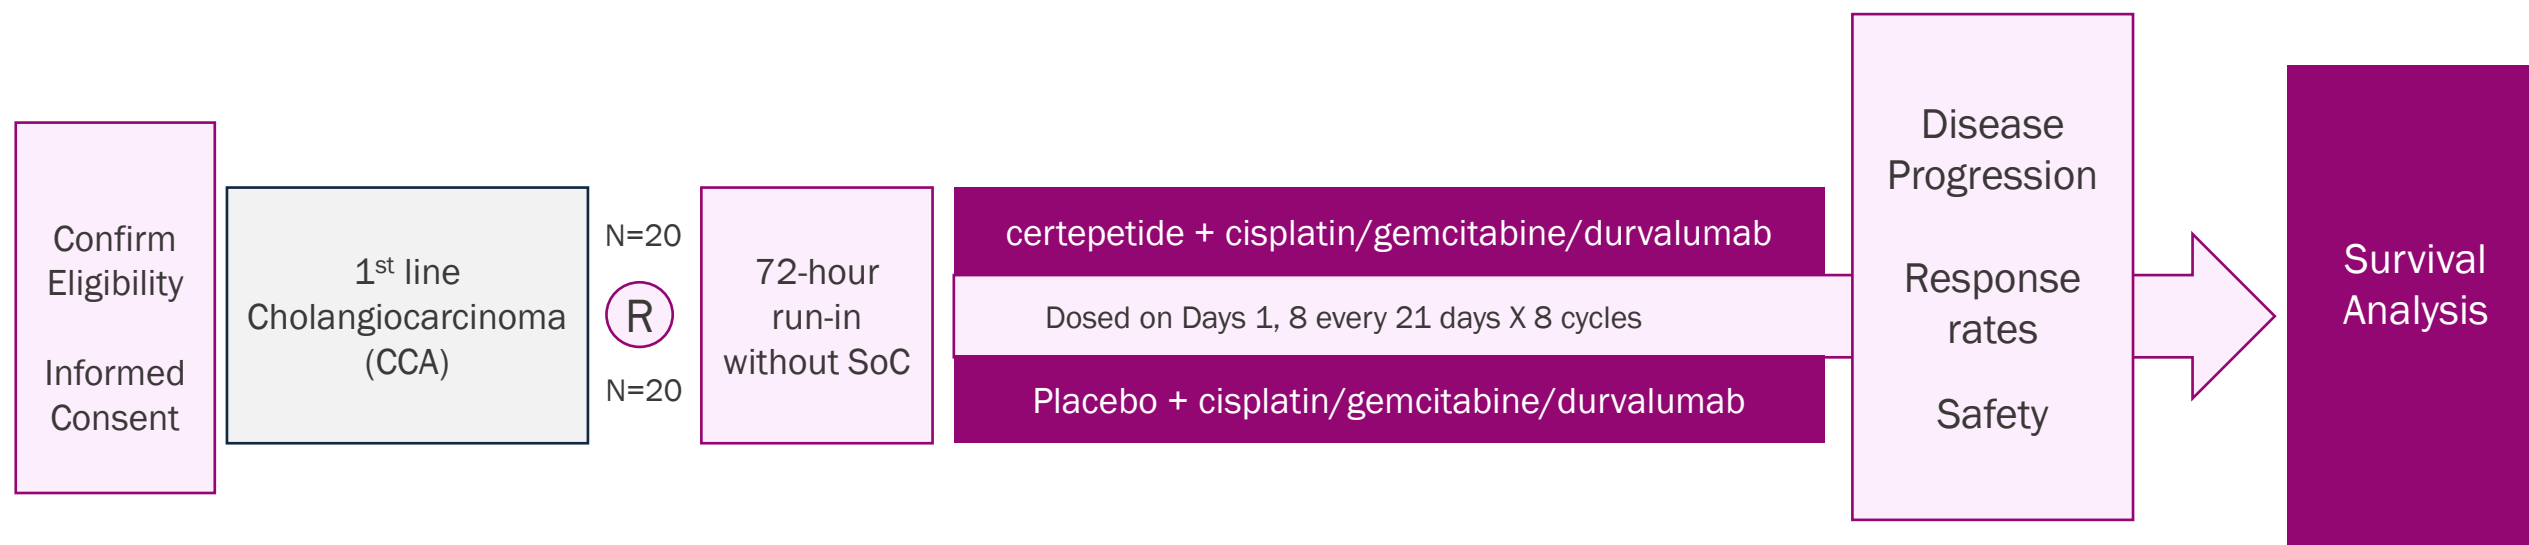 Confirm
Eligibility
Informed
Consent
1st line
Cholangiocarcinoma
(CCA)
N=20
R
N=20
72-hour
run-in
without SoC
certepetide + cisplatin/gemcitabine/durvalumab
Dosed on Days 1, 8 every 21 days X 8 cycles
Placebo + cisplatin/gemcitabine/durvalumab
Disease
Progression
Response
rates
Safety
Survival
Analysis